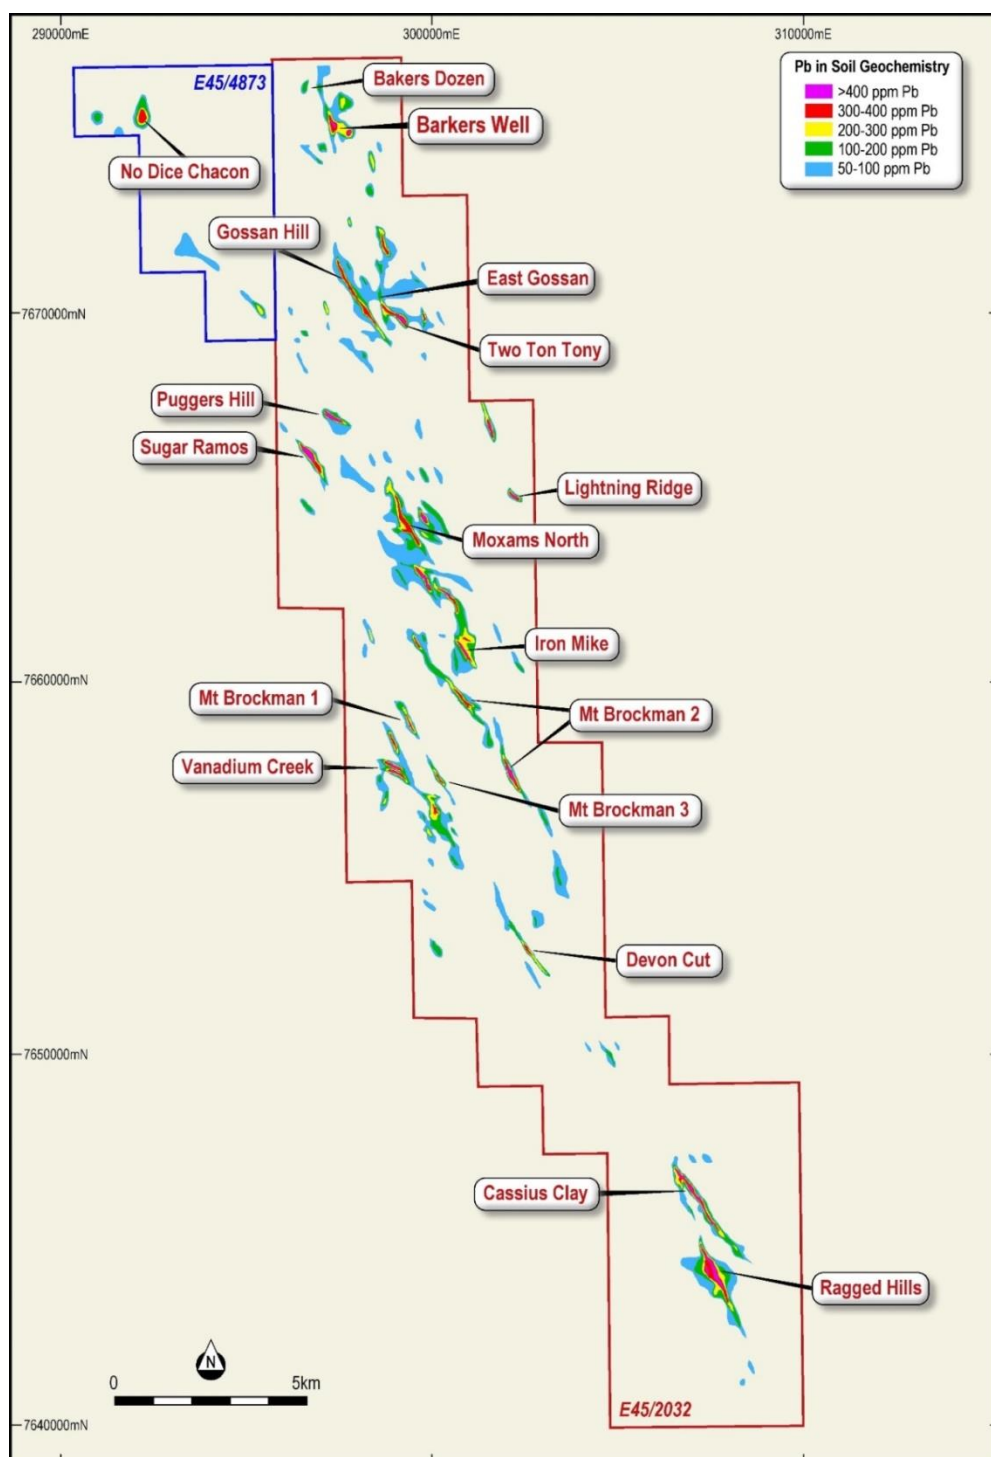 290000mE
300000mE
310000mE
E45/4873
Bakers Dozen
Barkers Well
No Dice Chacon
Pb in Soil Geochemistry
>400 ppm Pb
300-400 ppm Pb
200-300 ppm Pb
100-200 ppm Pb
50-100 ppm Pb
Gossan Hill
East Gossan
7670000mN
Two Ton Tony
Puggers Hill
Sugar Ramos
Lightning Ridge
Moxams North
Iron Mike
7660000mN
Mt Brockman 1
Mt Brockman 2
Vanadium Creek
Mt Brockman 3
Devon Cut
7650000mN
Cassius Clay
Ragged Hills
N
0 5km
E45/2032
7640000mN